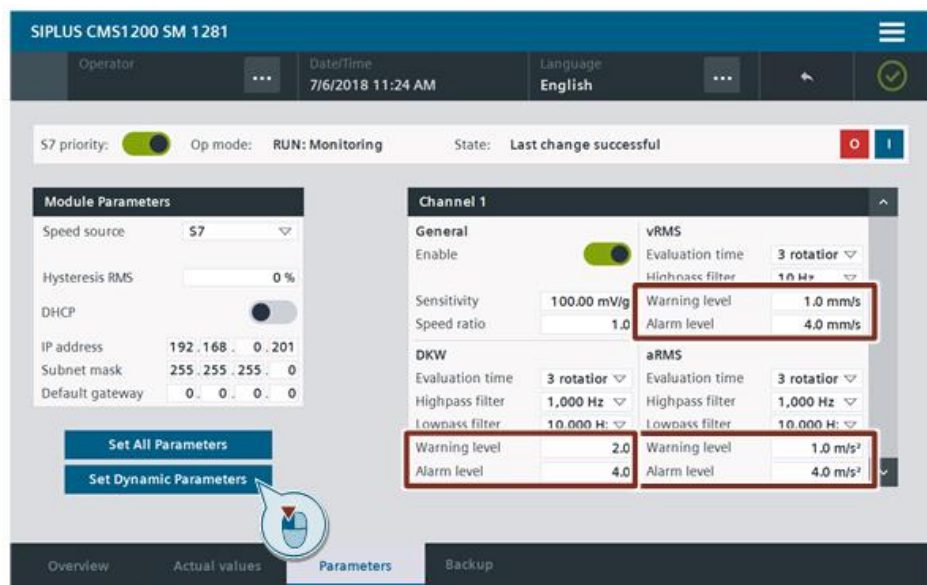 SIPLUS CMS1200 SM 1281
Operator
...
Date/Time
7/6/2018 11:24 AM
Language
English
...
S7 priority:
Op mode: RUN: Monitoring
State: Last change successful
O
I
Module Parameters
Speed source S7
Hysteresis RMS 0 %
DHCP
IP address 192.168. 0.201
Subnet mask 255.255.255. 0
Default gateway 0. 0. 0. 0
Set All Parameters
Set Dynamic Parameters
Channel 1
General
Enable
Sensitivity 100.00 mV/g
Speed ratio 1.0
vRMS
Evaluation time 3 rotatior
Highpass filter 10 Hz
Warning level 1.0 mm/s
Alarm level 4.0 mm/s
DKW
Evaluation time 3 rotatior
Highpass filter 1,000 Hz
Lowpass filter 10,000 H:
Warning level 2.0
Alarm level 4.0
aRMS
Evaluation time 3 rotatior
Highpass filter 1,000 Hz
Lowpass filter 10,000 H:
Warning level 1.0 m/s²
Alarm level 4.0 m/s²
Overview
Actual values
Parameters
Backup